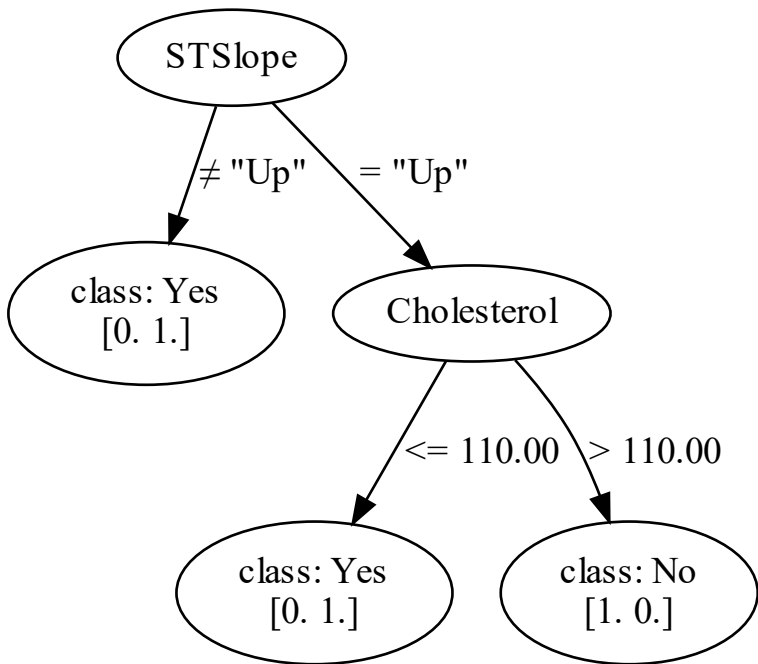 STSlope
≠ "Up"
= "Up"
class: Yes
[0. 1.]
Cholesterol
<= 110.00
> 110.00
class: Yes
[0. 1.]
class: No
[1. 0.]